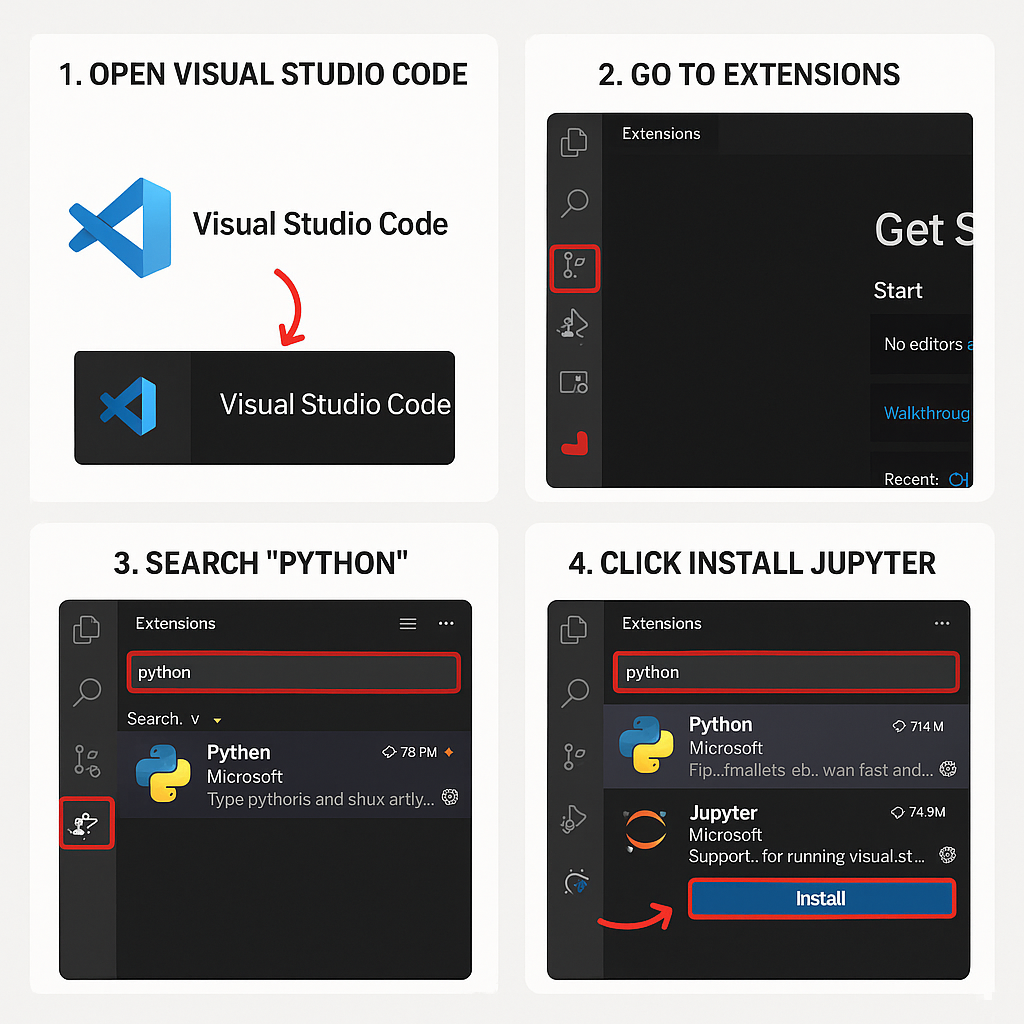 1. OPEN VISUAL STUDIO CODE
Visual Studio Code
Visual Studio Code
2. GO TO EXTENSIONS
Extensions
Get S
Start
No editors a
Walkthroug
Recent:
3. SEARCH "PYTHON"
Extensions
python
Search. v
Pythen
78 PM
Microsoft
Type pythoris and shux artly...
4. CLICK INSTALL JUPYTER
Extensions
python
Python
714 M
Microsoft
Fip...fmallets eb.. wan fast and...
Jupyter
74.9M
Microsoft
Support.. for running visual.st...
Install